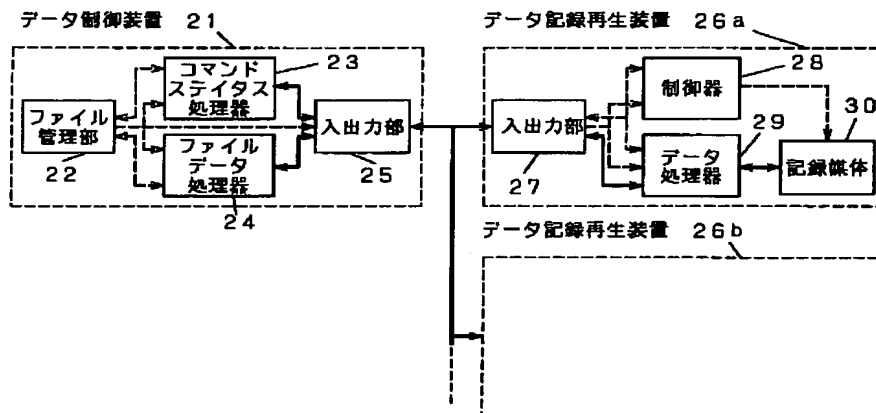 データ制御装置 21
データ記録再生装置 26a
コマンド
ステイタス
処理器
23
ファイル
管理部
22
ファイル
データ
処理器
24
入出力部
25
入出力部
27
制御器
28
データ
処理器
29
記録媒体
30
データ記録再生装置 26b